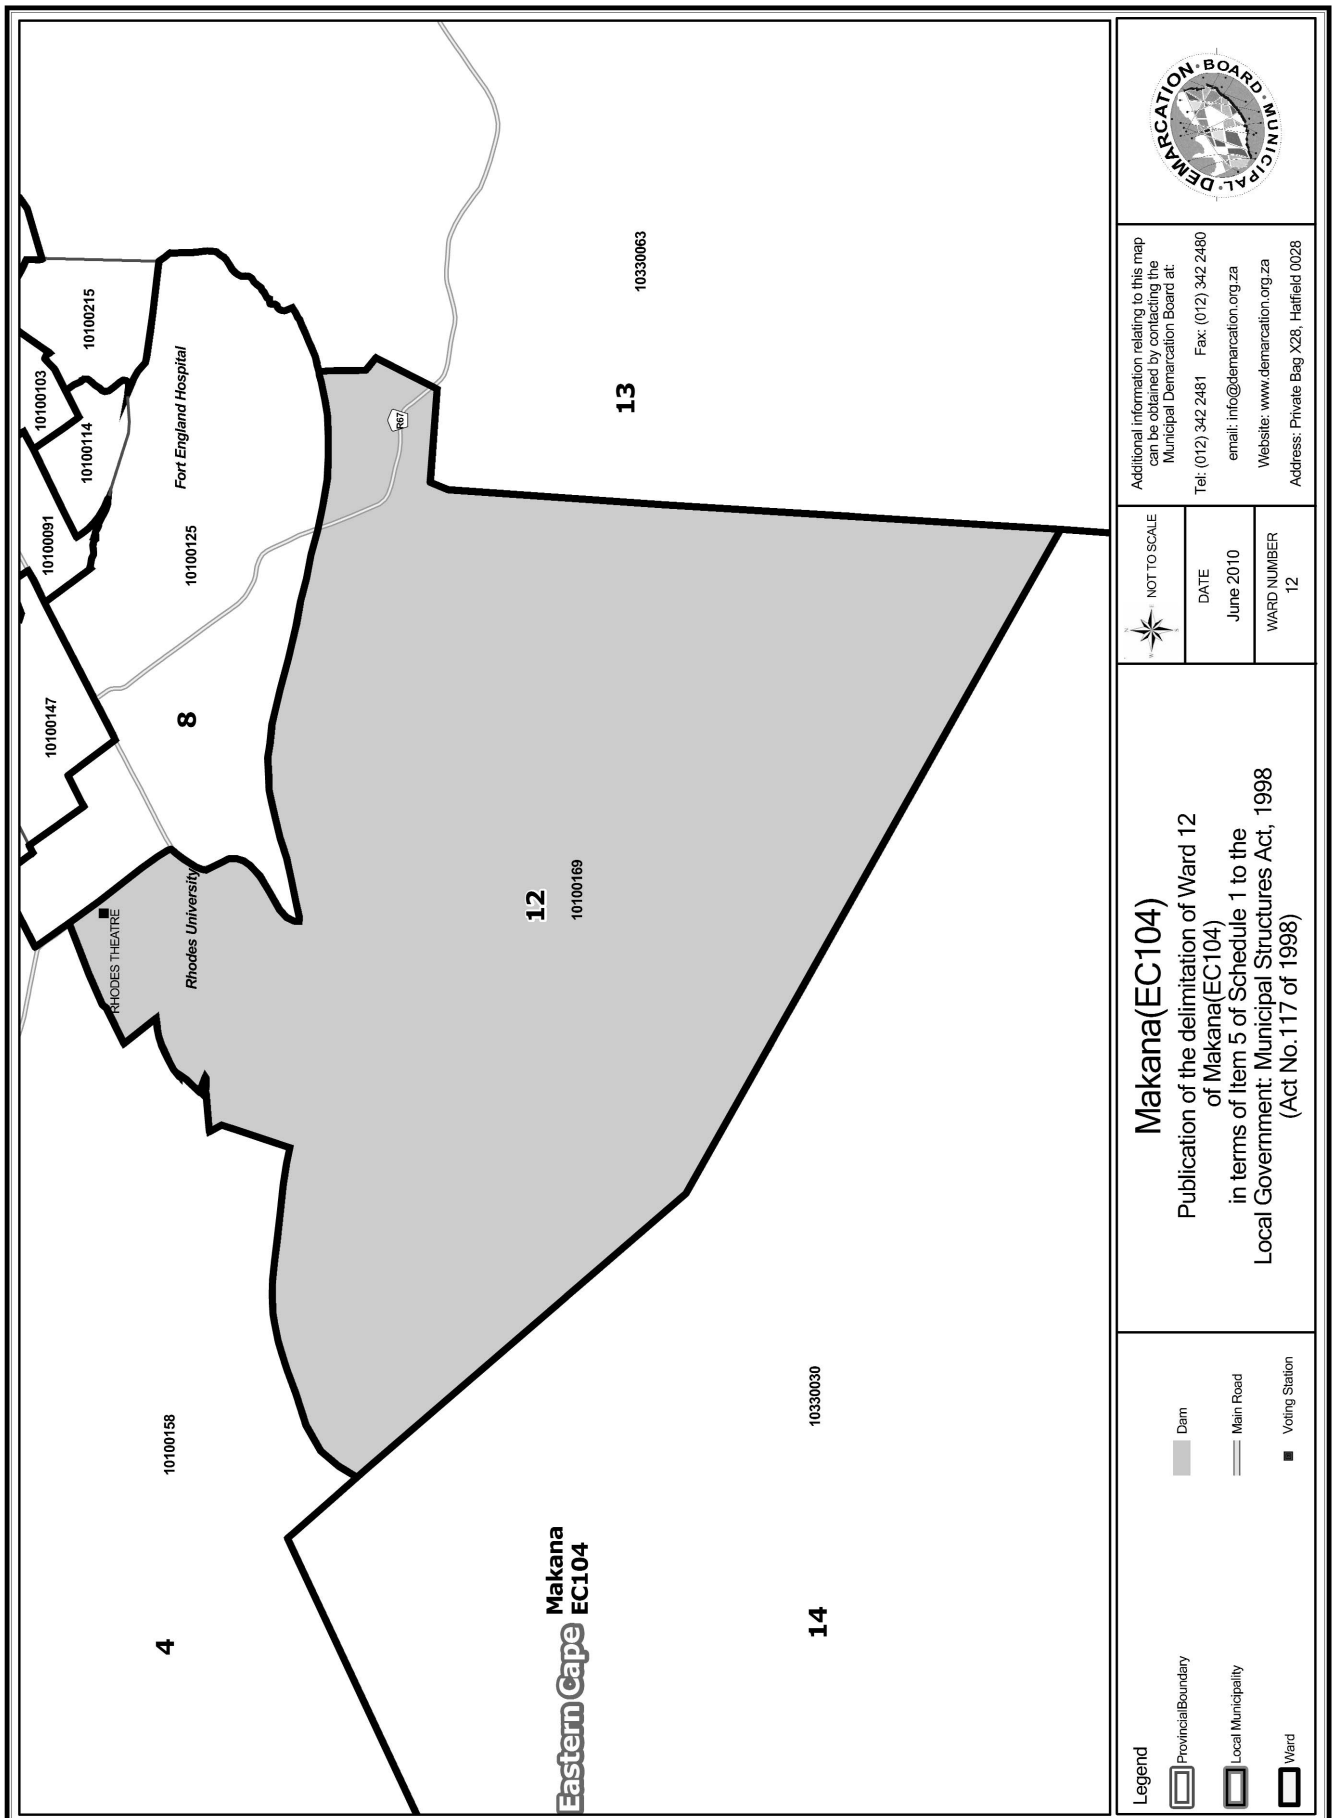 10100147
10100091
10100103
10100215
10100114
Fort England Hospital
10100125
8
RHODES THEATRE
Rhodes University
R67
10330063
13
12
10100169
10100158
4
10330030
14
Eastern Cape
Makana
EC104
Legend
ProvincialBoundary
Local Municipality
Ward
Dam
Main Road
Voting Station
Makana(EC104)
Publication of the delimitation of Ward 12
of Makana(EC104)
in terms of Item 5 of Schedule 1 to the
Local Government: Municipal Structures Act, 1998
(Act No.117 of 1998)
NOT TO SCALE
DATE
June 2010
WARD NUMBER
12
Additional information relating to this map
can be obtained by contacting the
Municipal Demarcation Board at:
Tel: (012) 342 2481 Fax: (012) 342 2480
email: info@demarcation.org.za
Website: www.demarcation.org.za
Address: Private Bag X28, Hatfield 0028
MUNICIPAL · DEMARCATION · BOARD ·